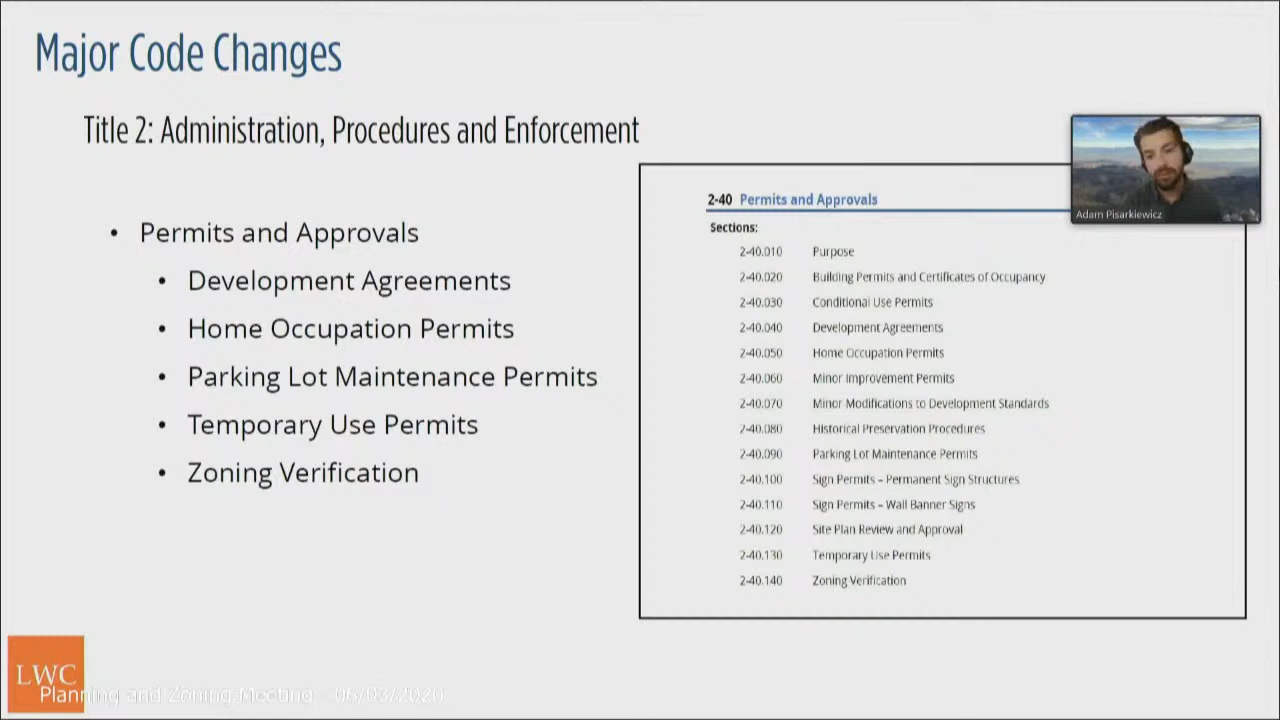 Major Code Changes
Title 2: Administration, Procedures and Enforcement
• Permits and Approvals
• Development Agreements
• Home Occupation Permits
• Parking Lot Maintenance Permits
• Temporary Use Permits
• Zoning Verification
2-40 Permits and Approvals
Sections:
2-40.010 Purpose
2-40.020 Building Permits and Certificates of Occupancy
2-40.030 Conditional Use Permits
2-40.040 Development Agreements
2-40.050 Home Occupation Permits
2-40.060 Minor Improvement Permits
2-40.070 Minor Modifications to Development Standards
2-40.080 Historical Preservation Procedures
2-40.090 Parking Lot Maintenance Permits
2-40.100 Sign Permits – Permanent Sign Structures
2-40.110 Sign Permits – Wall Banner Signs
2-40.120 Site Plan Review and Approval
2-40.130 Temporary Use Permits
2-40.140 Zoning Verification
Adam Pisarkiewicz
LWC
Planning and Zoning Meeting - 06/03/2020